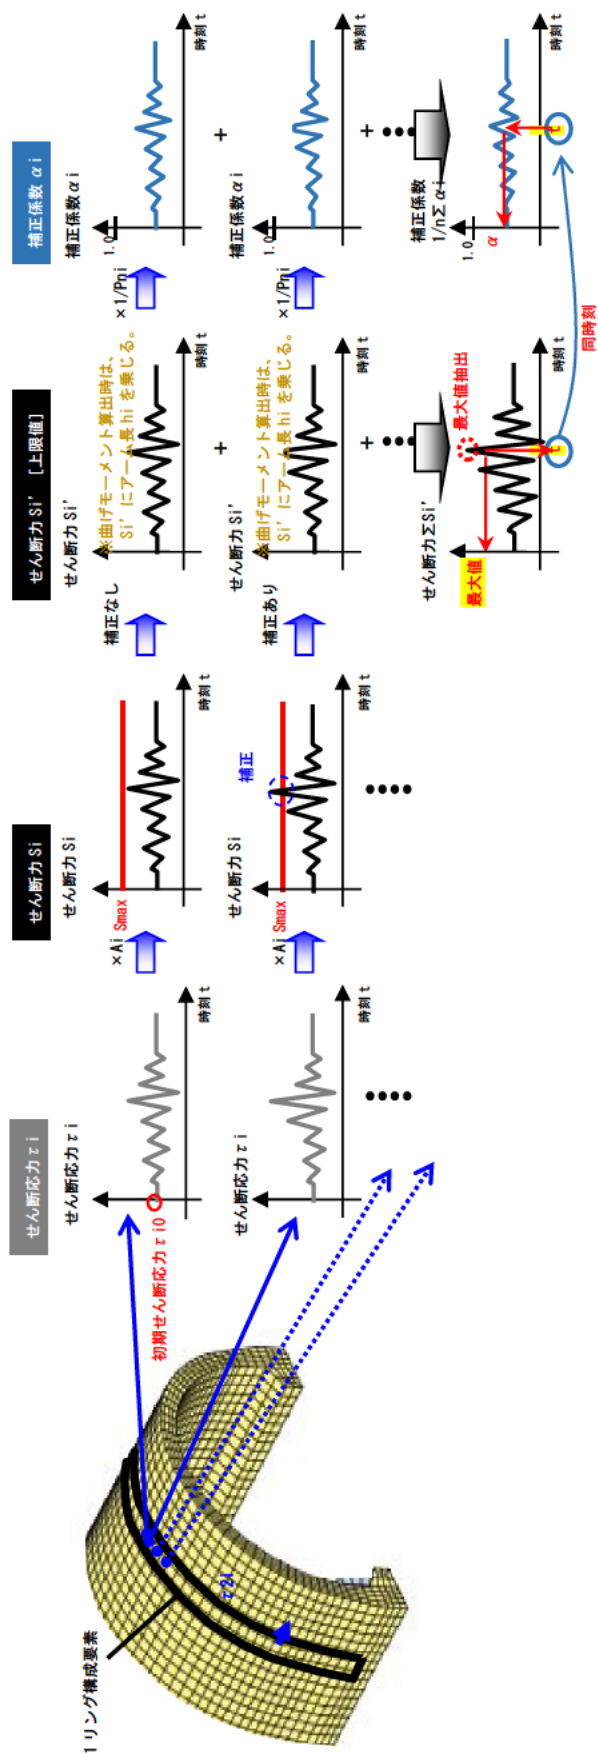 せん断応力τi
せん断力Si
せん断力Si’ [上限値]
補正係数αi
1リング構成要素
τ2i
初期せん断応力τi0
せん断応力τi
時刻t
×Ai
せん断力Si
Smax
時刻t
補正なし
せん断力Si’
※曲げモーメント算出時は、
Si’にアーム長hiを乗じる。
時刻t
×1/Pni
補正係数αi
1.0
時刻t
せん断応力τi
時刻t
×Ai
せん断力Si
Smax
補正
時刻t
補正あり
せん断力Si’
※曲げモーメント算出時は、
Si’にアーム長hiを乗じる。
時刻t
×1/Pni
補正係数αi
1.0
時刻t
+
+
+
+
せん断力ΣSi’
最大値
最大値抽出
t
時刻t
補正係数
1/nΣαi
1.0
α
t
時刻t
同時刻